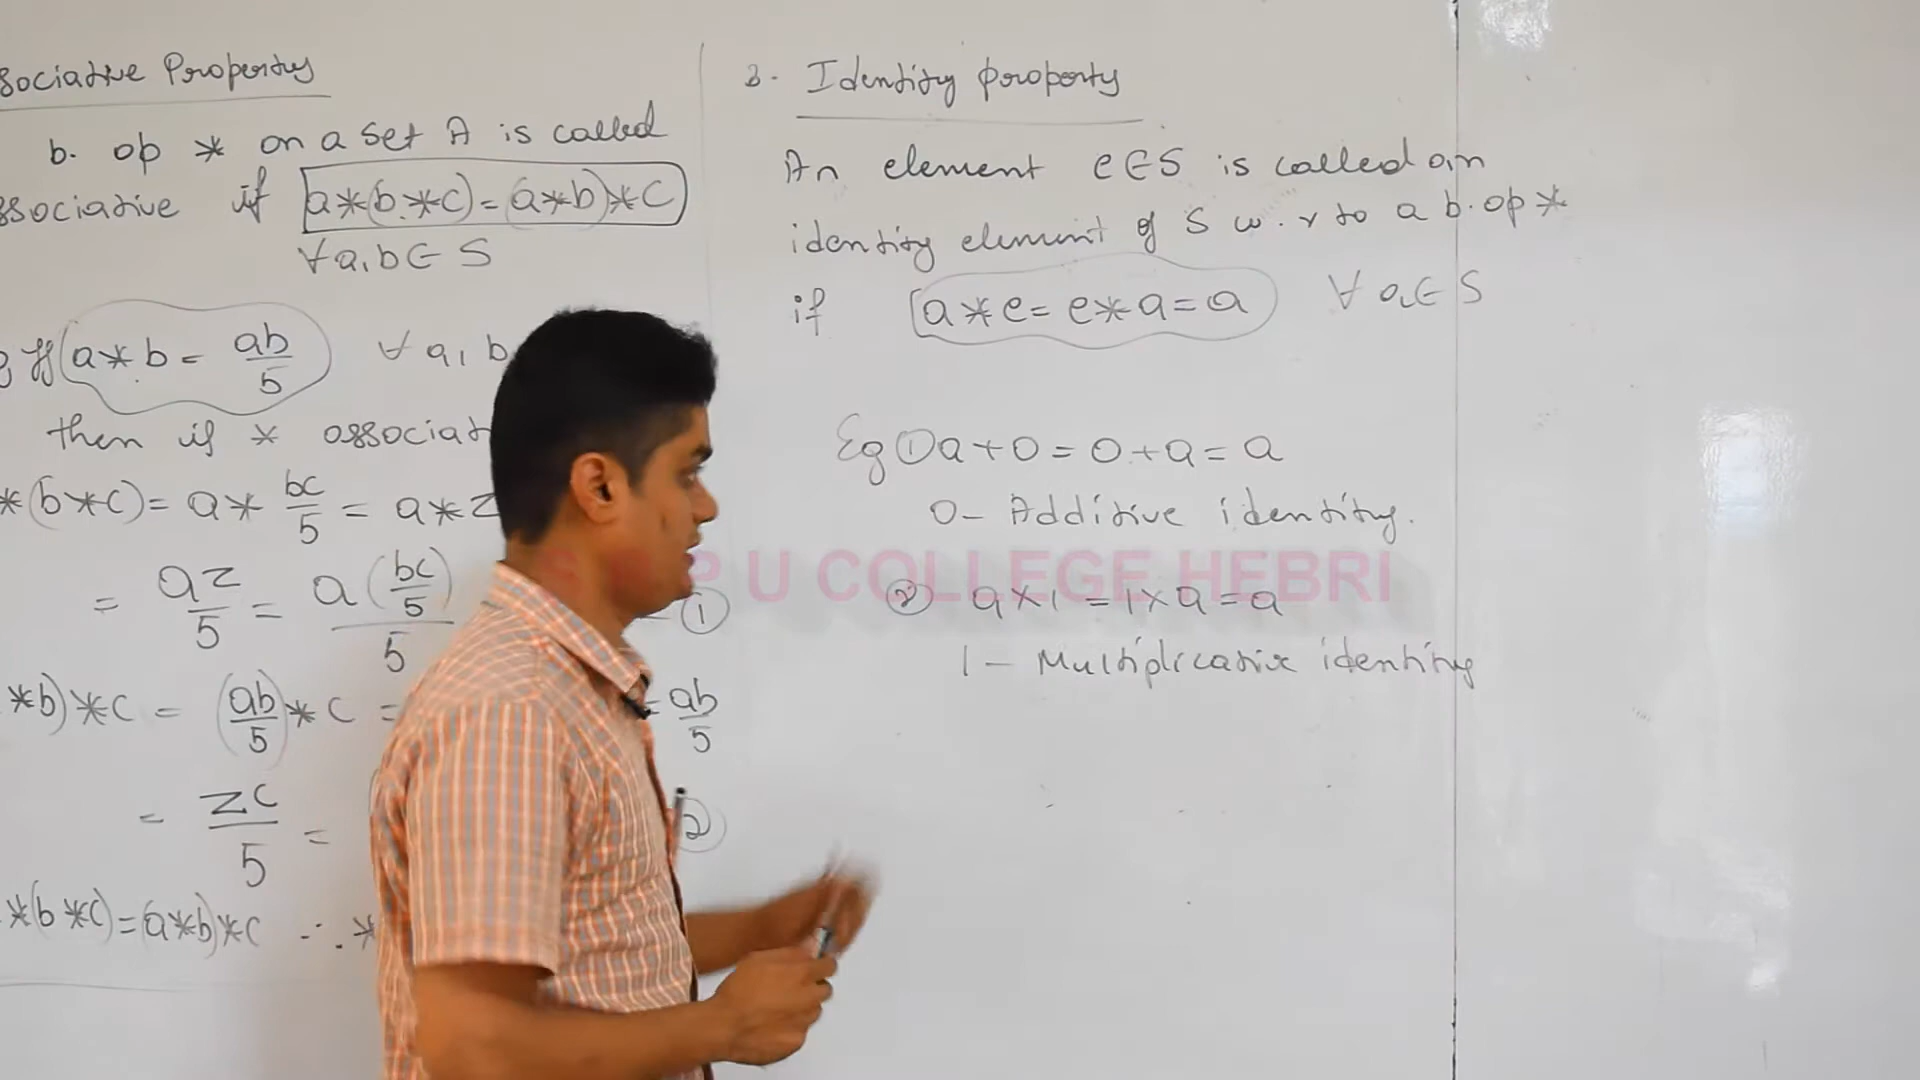 sociative Property
b. op * on a set A is called
ssociative if a*(b*c)=(a*b)*c
∀a,b∈S
If a*b = ab/5 ∀ a, b
then is * associat
*(b*c)= a* bc/5 = a*z
= az/5 = a(bc/5)/5 = ①
*b)*c = (ab/5)*c = = ab/5
= zc/5 = ②
*(b*c)=(a*b)*c ∴ *
3. Identity property
An element e∈S is called an
identity element of S w.r to a b.op *
if a*e=e*a=a ∀ a∈S
Eg ① a+0=0+a=a
0- Additive identity.
P U COLLEGE HEBRI
② a×1=1×a=a
1 - Multiplicative identity